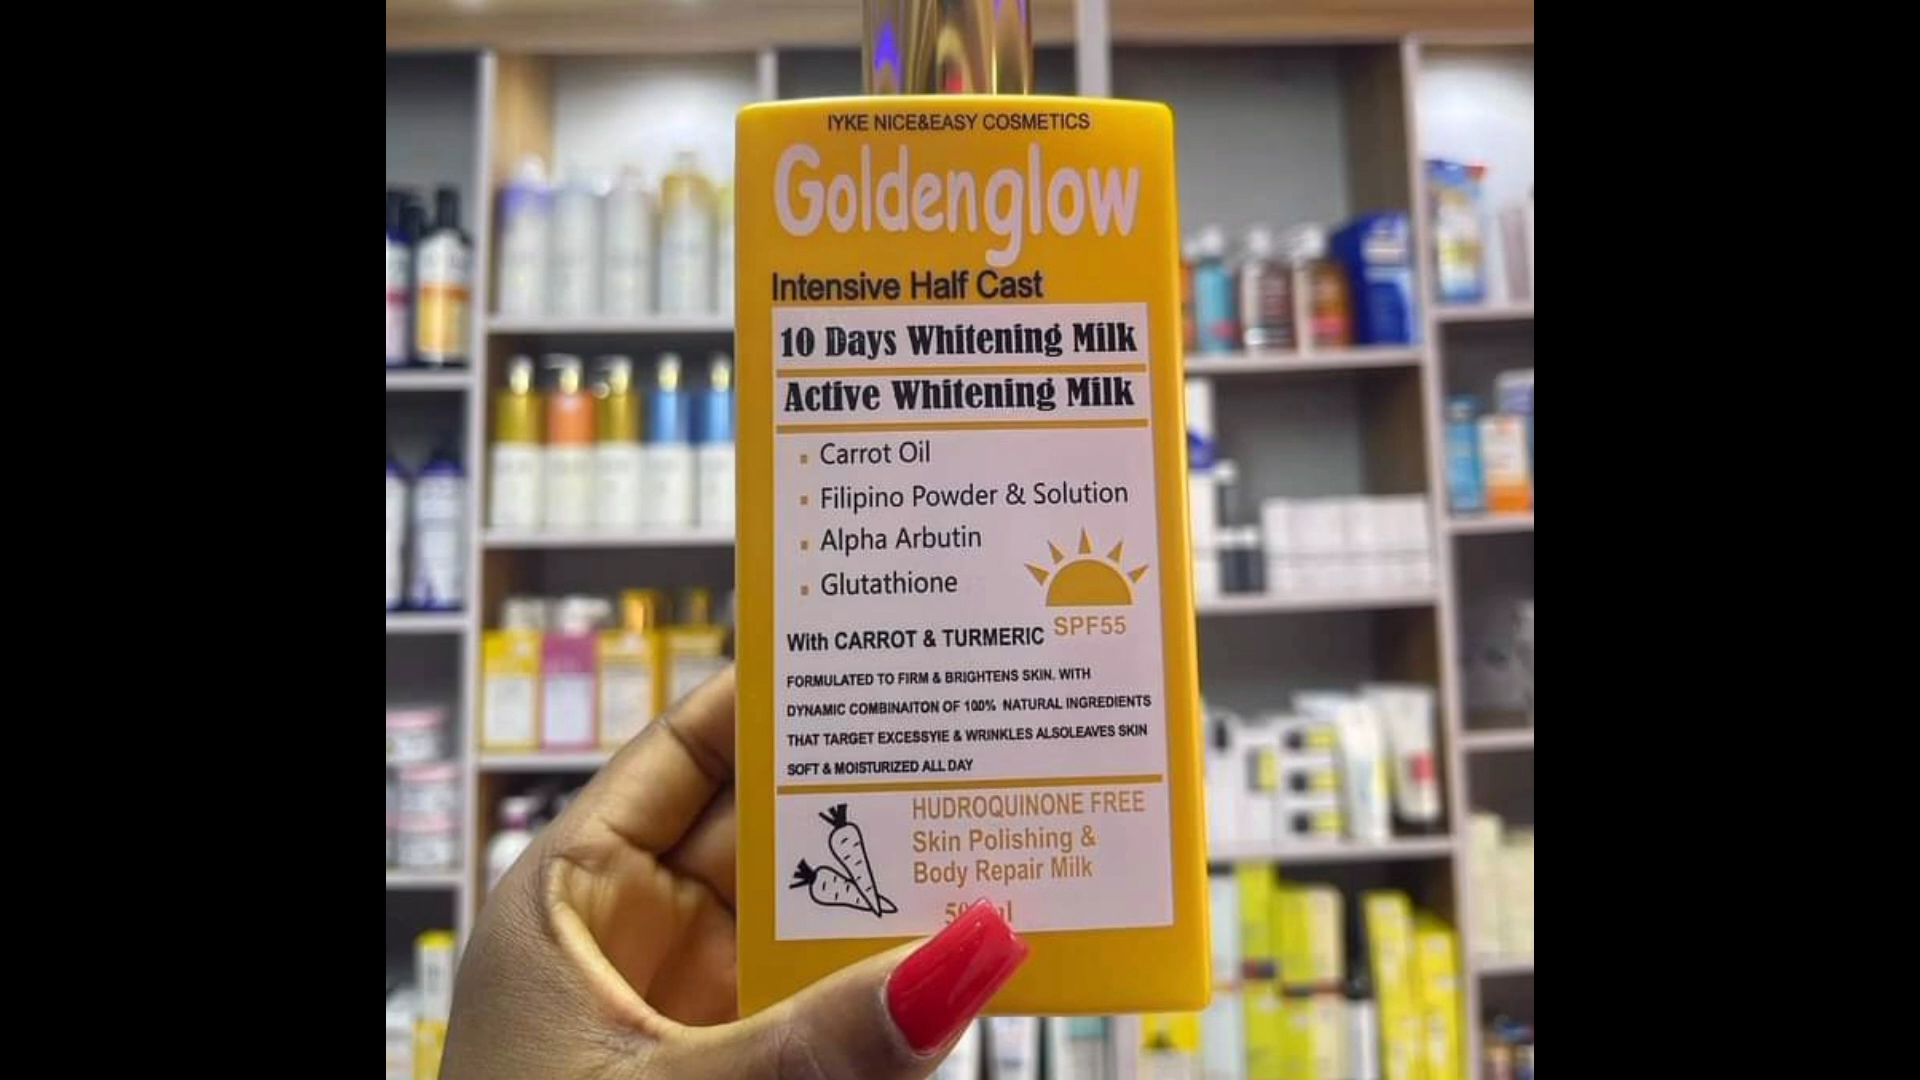 IYKE NICE&EASY COSMETICS
Goldenglow
Intensive Half Cast
10 Days Whitening Milk
Active Whitening Milk
▪ Carrot Oil
▪ Filipino Powder & Solution
▪ Alpha Arbutin
▪ Glutathione
SPF55
With CARROT & TURMERIC
FORMULATED TO FIRM & BRIGHTENS SKIN. WITH
DYNAMIC COMBINAITON OF 100% NATURAL INGREDIENTS
THAT TARGET EXCESSYIE & WRINKLES ALSOLEAVES SKIN
SOFT & MOISTURIZED ALL DAY
HUDROQUINONE FREE
Skin Polishing &
Body Repair Milk